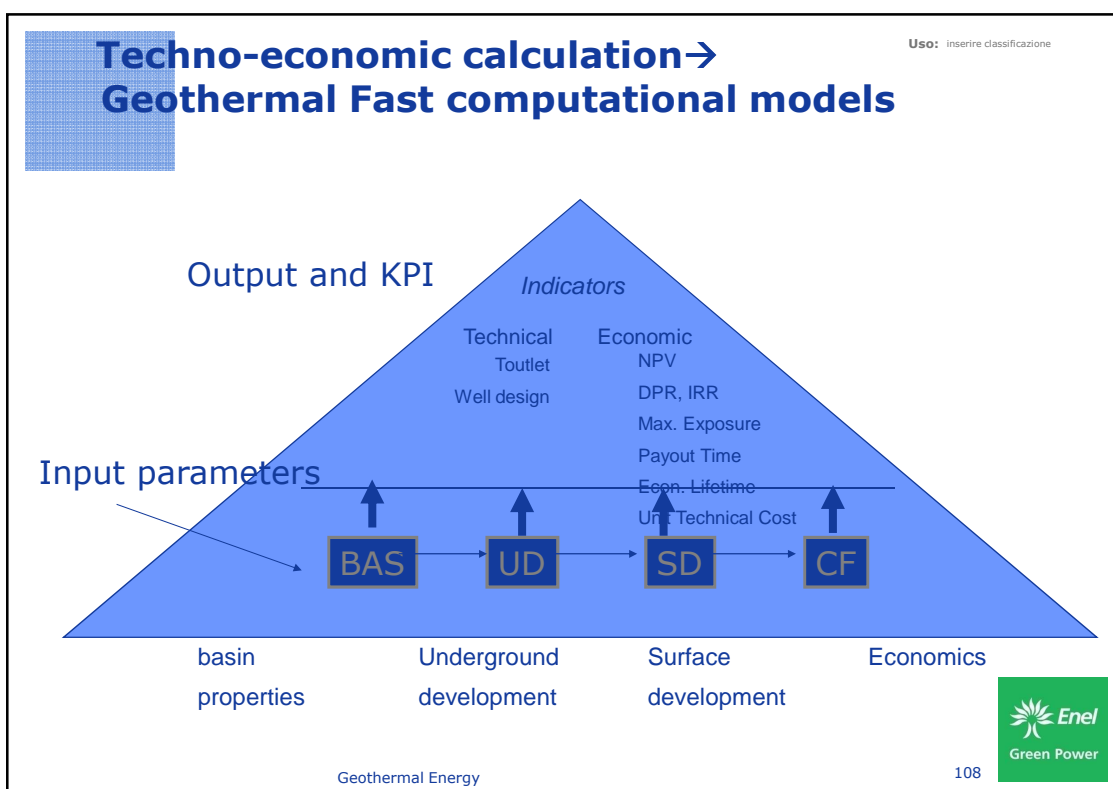 Techno-economic calculation→
Geothermal Fast computational models
Uso: inserire classificazione
Output and KPI
Indicators
Technical Economic
Toutlet NPV
Well design DPR, IRR
Max. Exposure
Payout Time
Input parameters
Econ. Lifetime
Unit Technical Cost
BAS UD SD CF
basin Underground Surface Economics
properties development development
Enel
Green Power
Geothermal Energy 108